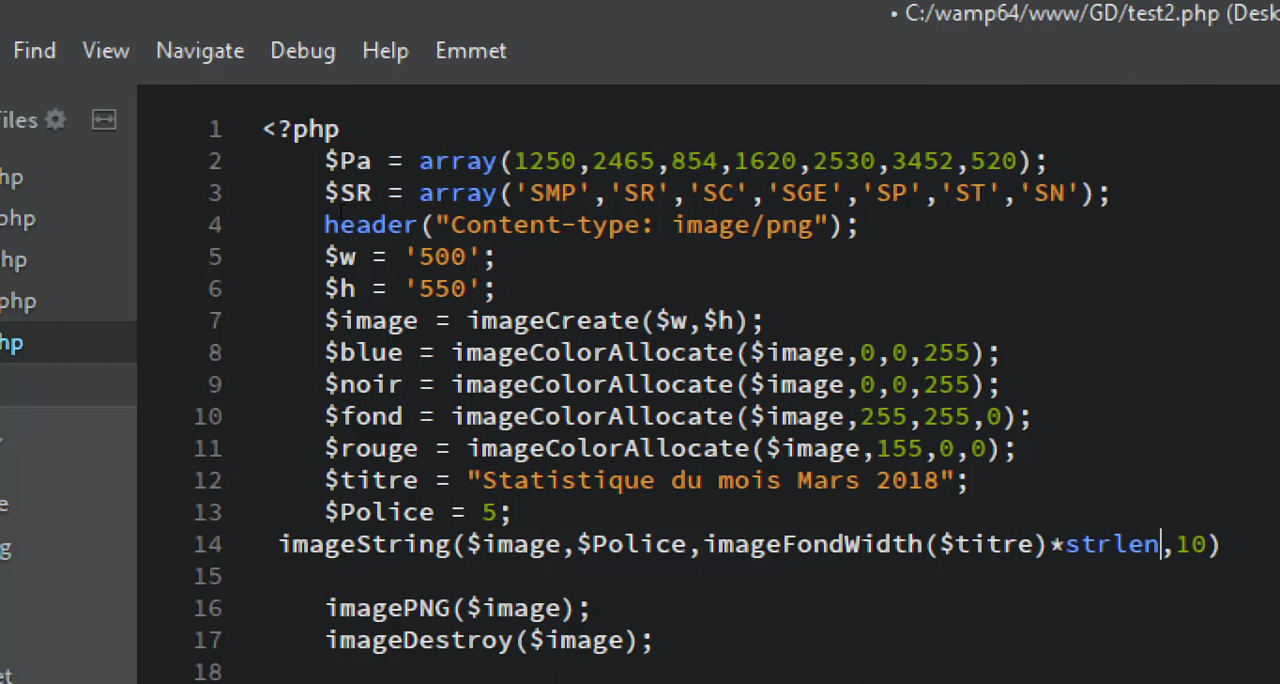 • C:/wamp64/www/GD/test2.php (Desk
Find View Navigate Debug Help Emmet
iles
hp
php
hp
php
hp
e
g
et
1 <?php
2 $Pa = array(1250,2465,854,1620,2530,3452,520);
3 $SR = array('SMP','SR','SC','SGE','SP','ST','SN');
4 header("Content-type: image/png");
5 $w = '500';
6 $h = '550';
7 $image = imageCreate($w,$h);
8 $blue = imageColorAllocate($image,0,0,255);
9 $noir = imageColorAllocate($image,0,0,255);
10 $fond = imageColorAllocate($image,255,255,0);
11 $rouge = imageColorAllocate($image,155,0,0);
12 $titre = "Statistique du mois Mars 2018";
13 $Police = 5;
14 imageString($image,$Police,imageFondWidth($titre)*strlen,10)
15
16 imagePNG($image);
17 imageDestroy($image);
18